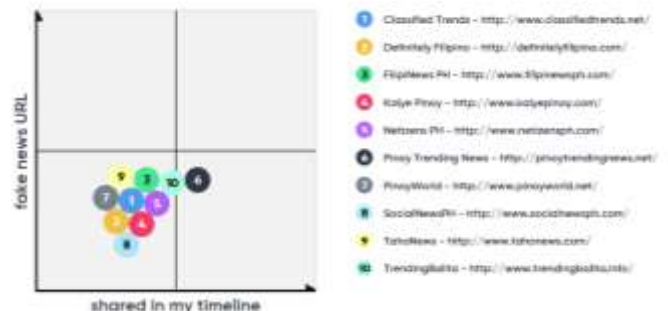 fake news URL
9
3
10
6
7
1
5
2
4
8
shared in my timeline
1 Classified Trends - http://www.classifiedtrends.net/
2 Definitely Filipino - http://definitelyfilipino.com/
3 FilipiNews PH - http://www.filipinewsph.com/
4 Kalye Pinoy - http://www.kalyepinoy.com/
5 Netizens PH - http://www.netizensph.com/
6 Pinoy Trending News - http://pinoytrendingnews.net/
7 PinoyWorld - http://www.pinoyworld.net/
8 SocialNewsPH - http://www.socialnewsph.com/
9 TahoNews - http://www.tahonews.com/
10 TrendingBalita - http://www.trendingbalita.info/